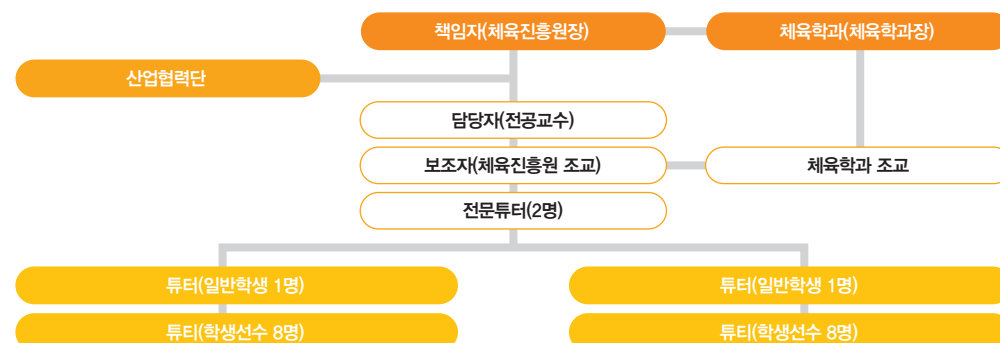 책임자(체육진흥원장)
체육학과(체육학과장)
산업협력단
담당자(전공교수)
보조자(체육진흥원 조교)
체육학과 조교
전문튜터(2명)
튜터(일반학생 1명)
튜터(일반학생 1명)
튜티(학생선수 8명)
튜티(학생선수 8명)